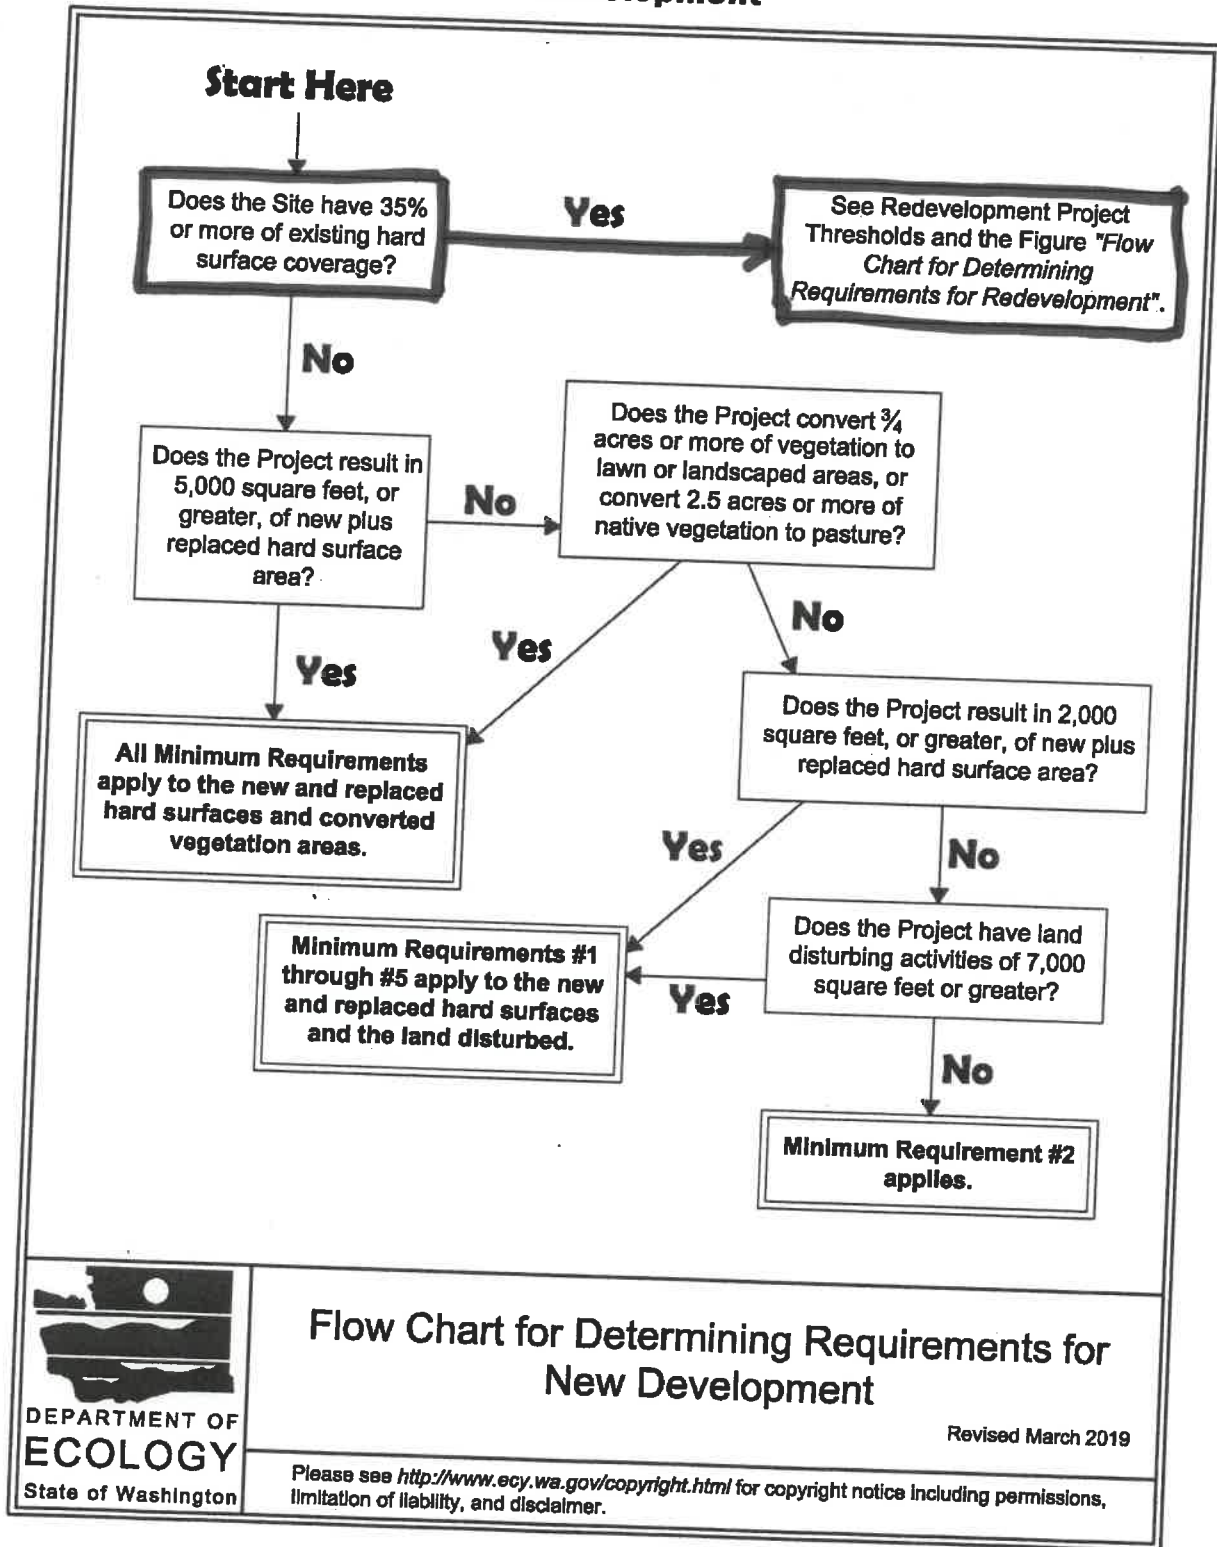 Start Here
Does the Site have 35%
or more of existing hard
surface coverage?
Yes
See Redevelopment Project
Thresholds and the Figure "Flow
Chart for Determining
Requirements for Redevelopment".
No
Does the Project result in
5,000 square feet, or
greater, of new plus
replaced hard surface
area?
No
Does the Project convert ¾
acres or more of vegetation to
lawn or landscaped areas, or
convert 2.5 acres or more of
native vegetation to pasture?
Yes
Yes
No
All Minimum Requirements
apply to the new and replaced
hard surfaces and converted
vegetation areas.
Does the Project result in 2,000
square feet, or greater, of new plus
replaced hard surface area?
Yes
No
Minimum Requirements #1
through #5 apply to the new
and replaced hard surfaces
and the land disturbed.
Yes
Does the Project have land
disturbing activities of 7,000
square feet or greater?
No
Minimum Requirement #2
applies.
DEPARTMENT OF
ECOLOGY
State of Washington
Flow Chart for Determining Requirements for
New Development
Revised March 2019
Please see http://www.ecy.wa.gov/copyright.html for copyright notice including permissions,
limitation of liability, and disclaimer.